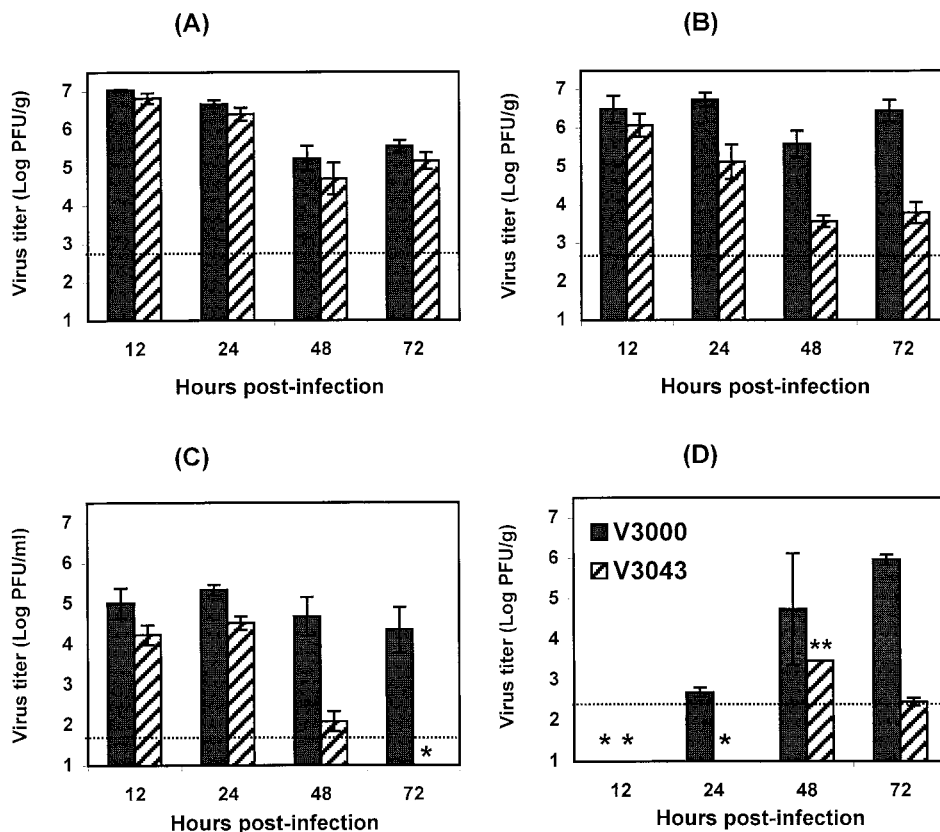 (A)
Virus titer (Log PFU/g)
7
6
5
4
3
2
1
12 24 48 72
Hours post-infection
(B)
Virus titer (Log PFU/g)
7
6
5
4
3
2
1
12 24 48 72
Hours post-infection
(C)
Virus titer (Log PFU/ml)
7
6
5
4
3
2
1
*
12 24 48 72
Hours post-infection
(D)
Virus titer (Log PFU/g)
7
6
5
4
3
2
1
V3000
V3043
**
* * *
12 24 48 72
Hours post-infection